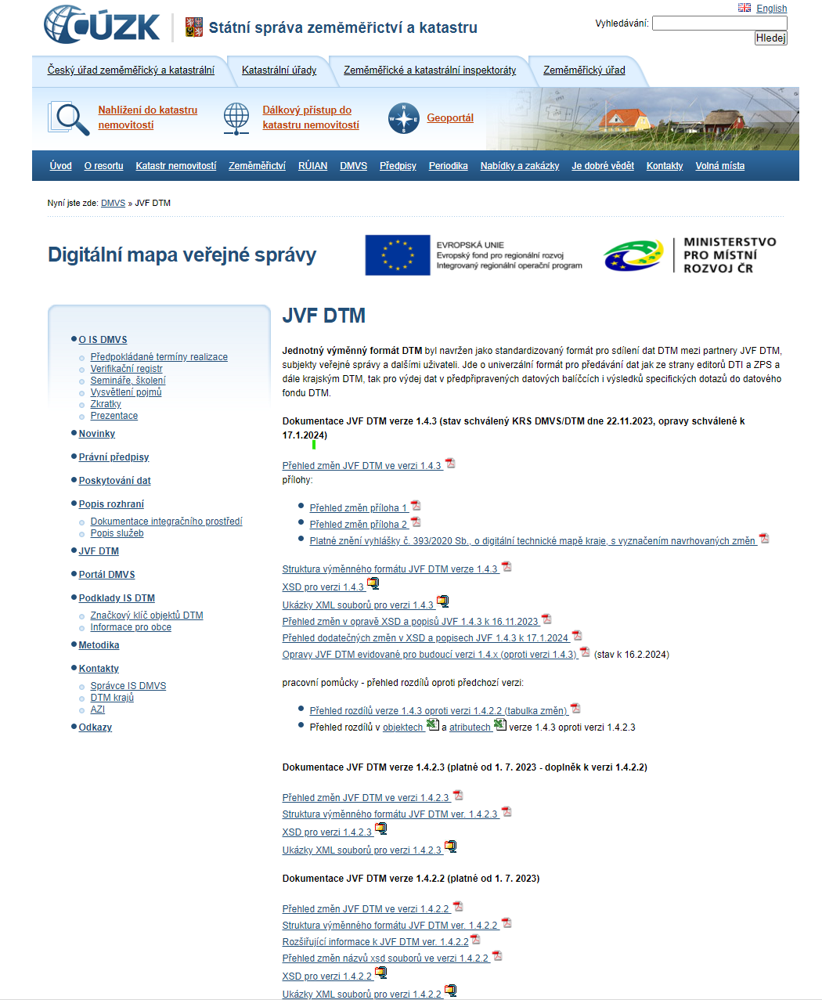 ČÚZK
Státní správa zeměměřictví a katastru
English
Vyhledávání:
Hledej
Český úřad zeměměřický a katastrální
Katastrální úřady
Zeměměřické a katastrální inspektoráty
Zeměměřický úřad
Nahlížení do katastru
nemovitostí
Dálkový přístup do
katastru nemovitostí
N
W E
S
Geoportál
Úvod O resortu Katastr nemovitostí Zeměměřictví RÚIAN DMVS Předpisy Periodika Nabídky a zakázky Je dobré vědět Kontakty Volná místa
Nyní jste zde: DMVS » JVF DTM
Digitální mapa veřejné správy
EVROPSKÁ UNIE
Evropský fond pro regionální rozvoj
Integrovaný regionální operační program
MINISTERSTVO
PRO MÍSTNÍ
ROZVOJ ČR
O IS DMVS
Předpokládané termíny realizace
Verifikační registr
Semináře, školení
Vysvětlení pojmů
Zkratky
Prezentace
Novinky
Právní předpisy
Poskytování dat
Popis rozhraní
Dokumentace integračního prostředí
Popis služeb
JVF DTM
Portál DMVS
Podklady IS DTM
Značkový klíč objektů DTM
Informace pro obce
Metodika
Kontakty
Správce IS DMVS
DTM krajů
AZI
Odkazy
JVF DTM
Jednotný výměnný formát DTM byl navržen jako standardizovaný formát pro sdílení dat DTM mezi partnery JVF DTM,
subjekty veřejné správy a dalšími uživateli. Jde o univerzální formát pro předávání dat jak ze strany editorů DTI a ZPS a
dále krajským DTM, tak pro výdej dat v předpřipravených datových balíčcích i výsledků specifických dotazů do datového
fondu DTM.
Dokumentace JVF DTM verze 1.4.3 (stav schválený KRS DMVS/DTM dne 22.11.2023, opravy schválené k
17.1.2024)
Přehled změn JVF DTM ve verzi 1.4.3
přílohy:
Přehled změn příloha 1
Přehled změn příloha 2
Platné znění vyhlášky č. 393/2020 Sb., o digitální technické mapě kraje, s vyznačením navrhovaných změn
Struktura výměnného formátu JVF DTM verze 1.4.3
XSD pro verzi 1.4.3
Ukázky XML souborů pro verzi 1.4.3
Přehled změn v opravě XSD a popisů JVF 1.4.3 k 16.11.2023
Přehled dodatečných změn v XSD a popisech JVF 1.4.3 k 17.1.2024
Opravy JVF DTM evidované pro budoucí verzi 1.4.x (oproti verzi 1.4.3) (stav k 16.2.2024)
pracovní pomůcky - přehled rozdílů oproti předchozí verzi:
Přehled rozdílů verze 1.4.3 oproti verzi 1.4.2.2 (tabulka změn)
Přehled rozdílů v objektech a atributech verze 1.4.3 oproti verzi 1.4.2.3
Dokumentace JVF DTM verze 1.4.2.3 (platné od 1. 7. 2023 - doplněk k verzi 1.4.2.2)
Přehled změn JVF DTM ve verzi 1.4.2.3
Struktura výměnného formátu JVF DTM ver. 1.4.2.3
XSD pro verzi 1.4.2.3
Ukázky XML souborů pro verzi 1.4.2.3
Dokumentace JVF DTM verze 1.4.2.2 (platné od 1. 7. 2023)
Přehled změn JVF DTM ve verzi 1.4.2.2
Struktura výměnného formátu JVF DTM ver. 1.4.2.2
Rozšiřující informace k JVF DTM ver. 1.4.2.2
Přehled změn názvů xsd souborů ve verzi 1.4.2.2
XSD pro verzi 1.4.2.2
Ukázky XML souborů pro verzi 1.4.2.2